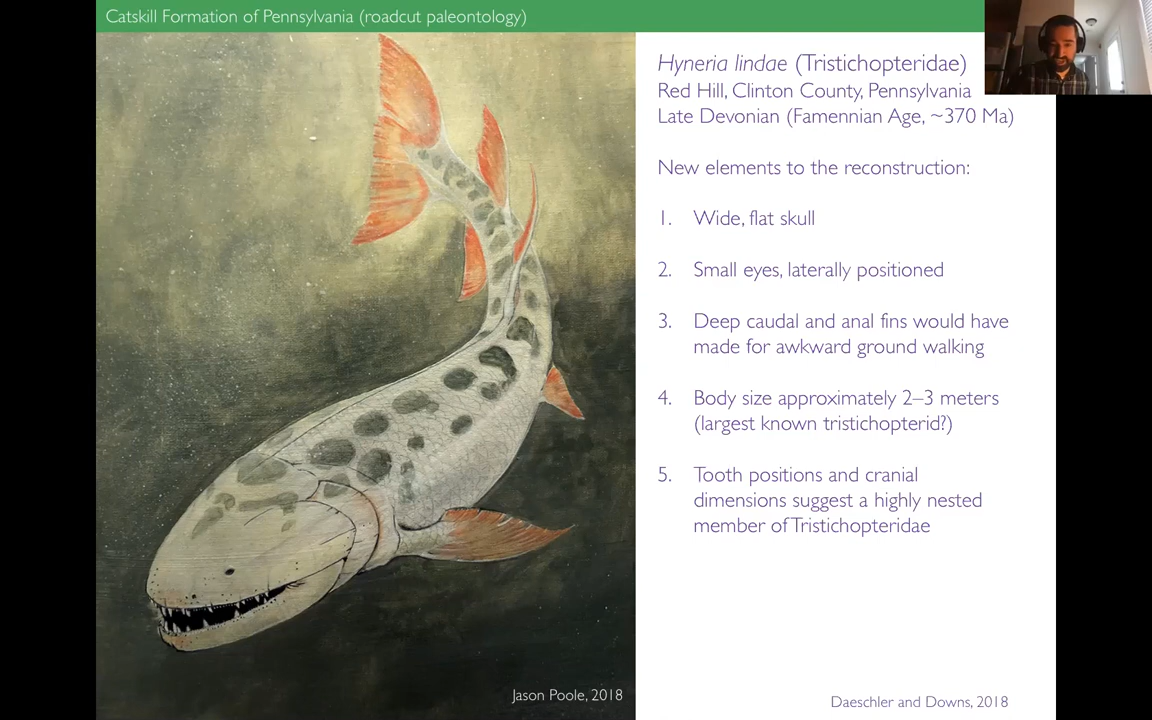 Catskill Formation of Pennsylvania (roadcut paleontology)
Hyneria lindae (Tristichopteridae)
Red Hill, Clinton County, Pennsylvania
Late Devonian (Famennian Age, ~370 Ma)
New elements to the reconstruction:
1. Wide, flat skull
2. Small eyes, laterally positioned
3. Deep caudal and anal fins would have
made for awkward ground walking
4. Body size approximately 2–3 meters
(largest known tristichopterid?)
5. Tooth positions and cranial
dimensions suggest a highly nested
member of Tristichopteridae
Jason Poole, 2018
Daeschler and Downs, 2018